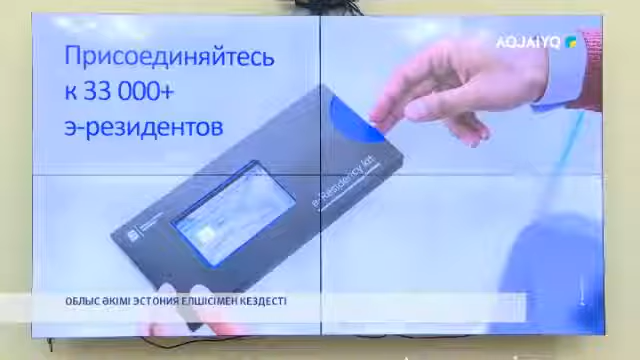 Присоединяйтесь
к 33 000+
э-резидентов
AQJAIYQ
e-Residency kit
ОБЛЫС ӘКІМІ ЭСТОНИЯ ЕЛШІСІМЕН КЕЗДЕСТІ